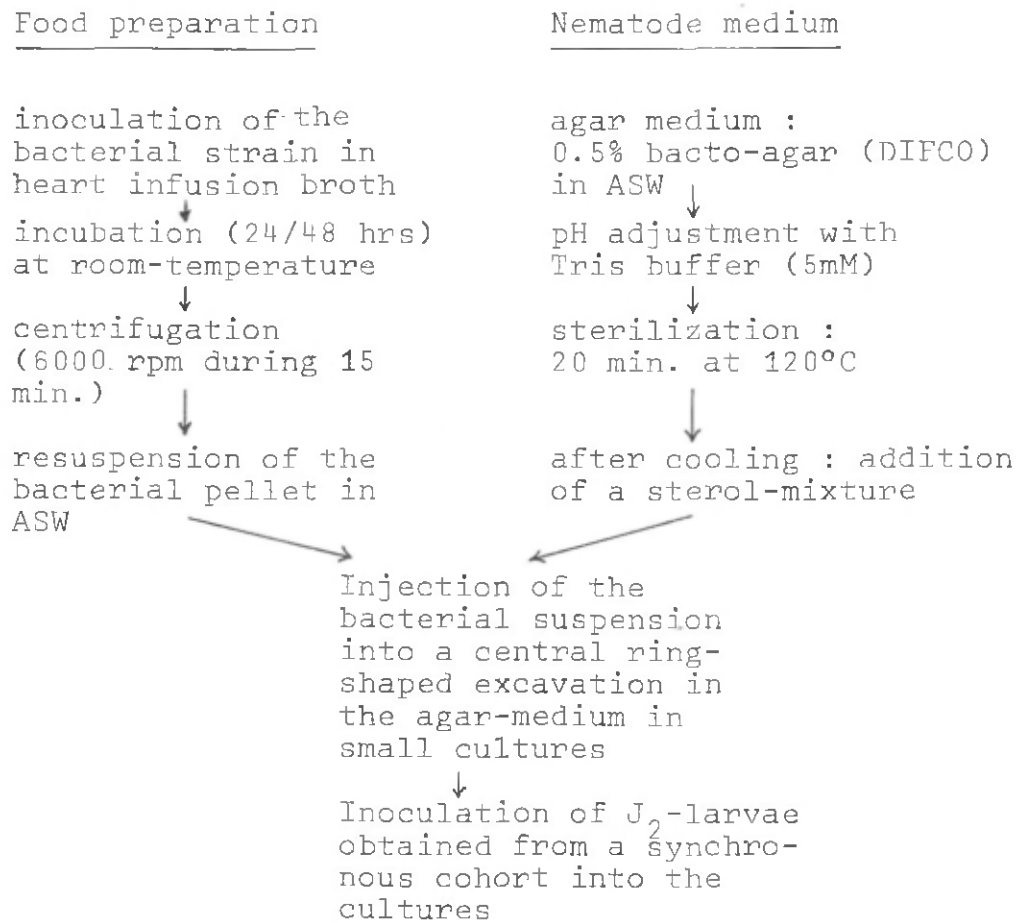 Food preparation
inoculation of the
bacterial strain in
heart infusion broth
incubation (24/48 hrs)
at room-temperature
centrifugation
(6000 rpm during 15
min.)
resuspension of the
bacterial pellet in
ASW
Nematode medium
agar medium :
0.5% bacto-agar (DIFCO)
in ASW
pH adjustment with
Tris buffer (5mM)
sterilization :
20 min. at 120°C
after cooling : addition
of a sterol-mixture
Injection of the
bacterial suspension
into a central ring-
shaped excavation in
the agar-medium in
small cultures
Inoculation of J₂-larvae
obtained from a synchro-
nous cohort into the
cultures